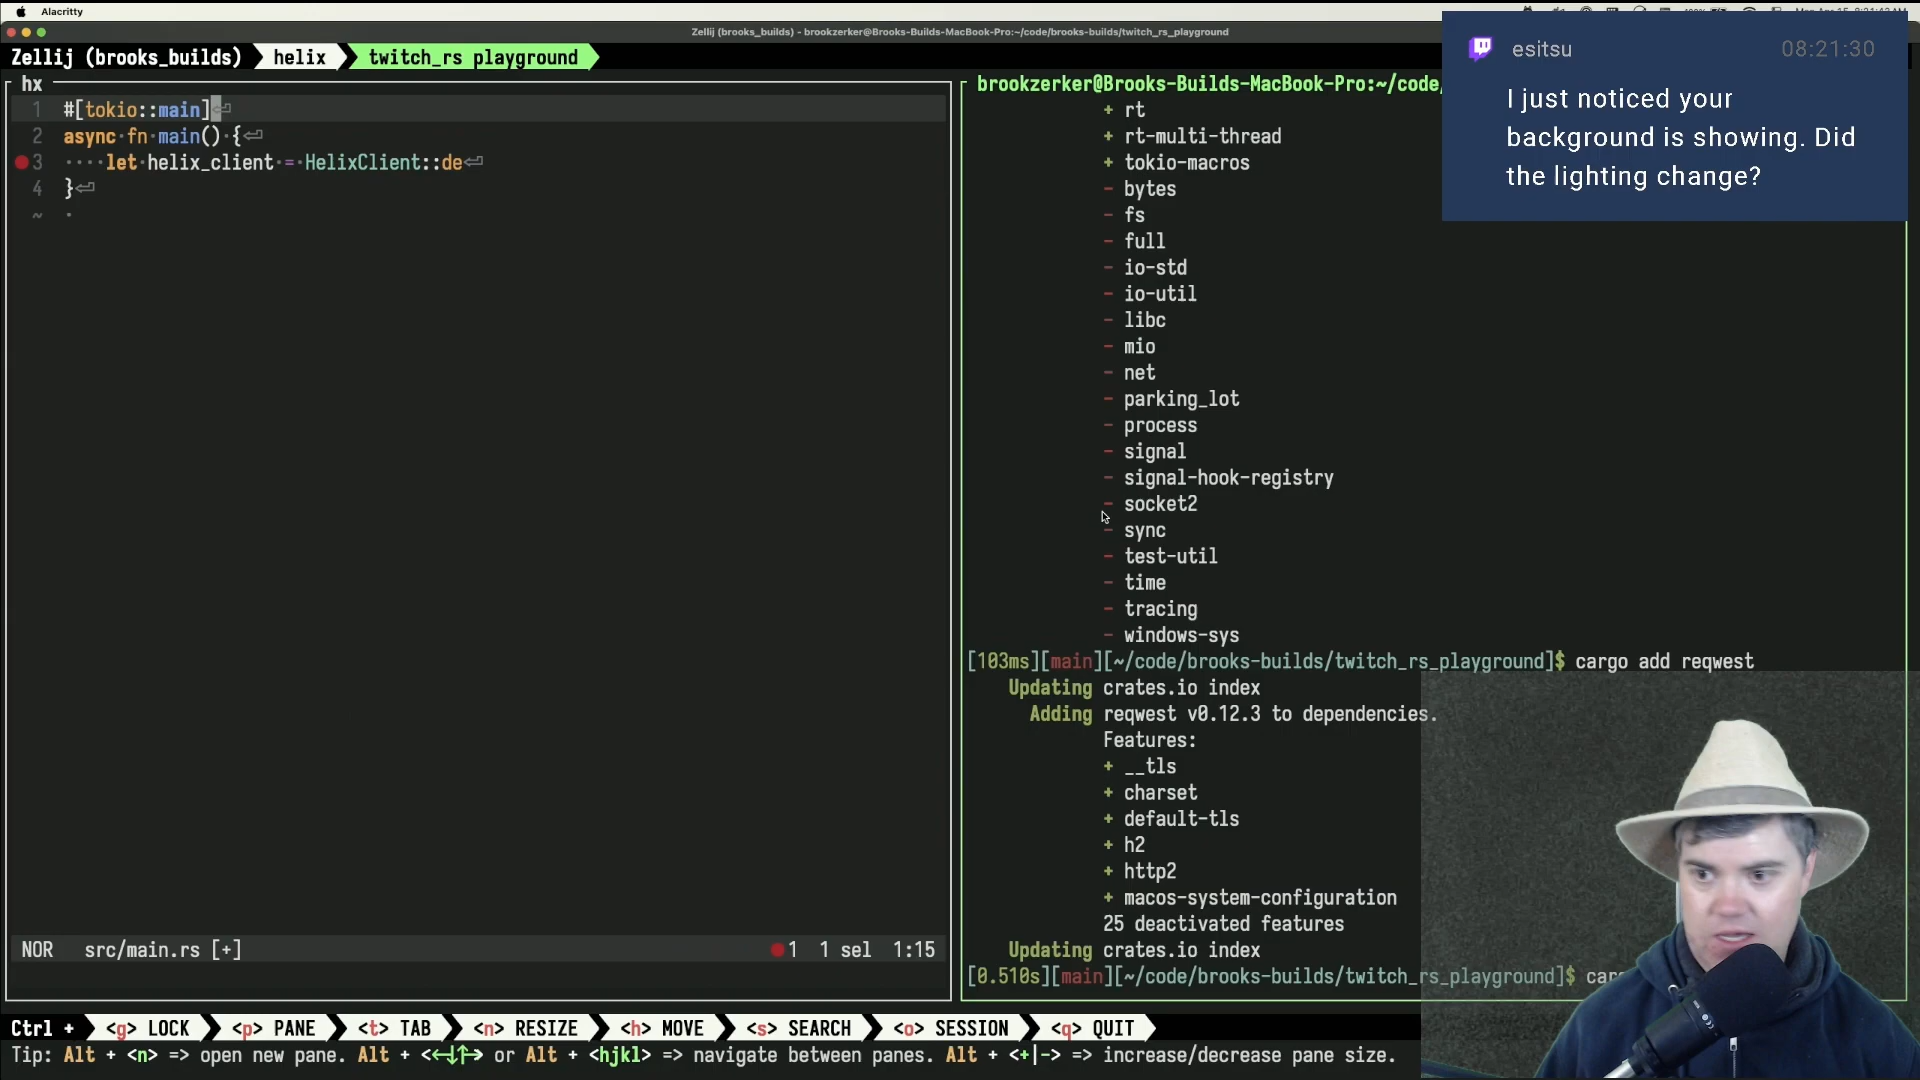 Alacritty
Zellij (brooks_builds) - brookzerker@Brooks-Builds-MacBook-Pro:~/code/brooks-builds/twitch_rs_playground
Zellij (brooks_builds) helix twitch_rs playground
esitsu 08:21:30
I just noticed your
background is showing. Did
the lighting change?
hx
1 #[tokio::main]⏎
2 async·fn·main()·{⏎
3 ····let·helix_client·=·HelixClient::de⏎
4 }⏎
~ ·
NOR src/main.rs [+] 1 1 sel 1:15
brookzerker@Brooks-Builds-MacBook-Pro:~/code/
+ rt
+ rt-multi-thread
+ tokio-macros
- bytes
- fs
- full
- io-std
- io-util
- libc
- mio
- net
- parking_lot
- process
- signal
- signal-hook-registry
- socket2
- sync
- test-util
- time
- tracing
- windows-sys
[103ms][main][~/code/brooks-builds/twitch_rs_playground]$ cargo add reqwest
Updating crates.io index
Adding reqwest v0.12.3 to dependencies.
Features:
+ __tls
+ charset
+ default-tls
+ h2
+ http2
+ macos-system-configuration
25 deactivated features
Updating crates.io index
[0.510s][main][~/code/brooks-builds/twitch_rs_playground]$ car
Ctrl + <g> LOCK <p> PANE <t> TAB <n> RESIZE <h> MOVE <s> SEARCH <o> SESSION <q> QUIT
Tip: Alt + <n> => open new pane. Alt + <←↓↑→> or Alt + <hjkl> => navigate between panes. Alt + <+|-> => increase/decrease pane size.